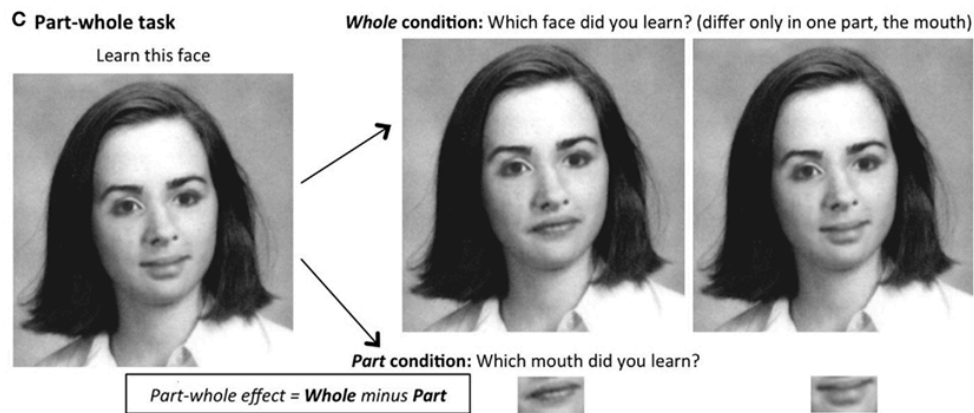 C Part-whole task
Whole condition: Which face did you learn? (differ only in one part, the mouth)
Learn this face
Part condition: Which mouth did you learn?
Part-whole effect = Whole minus Part